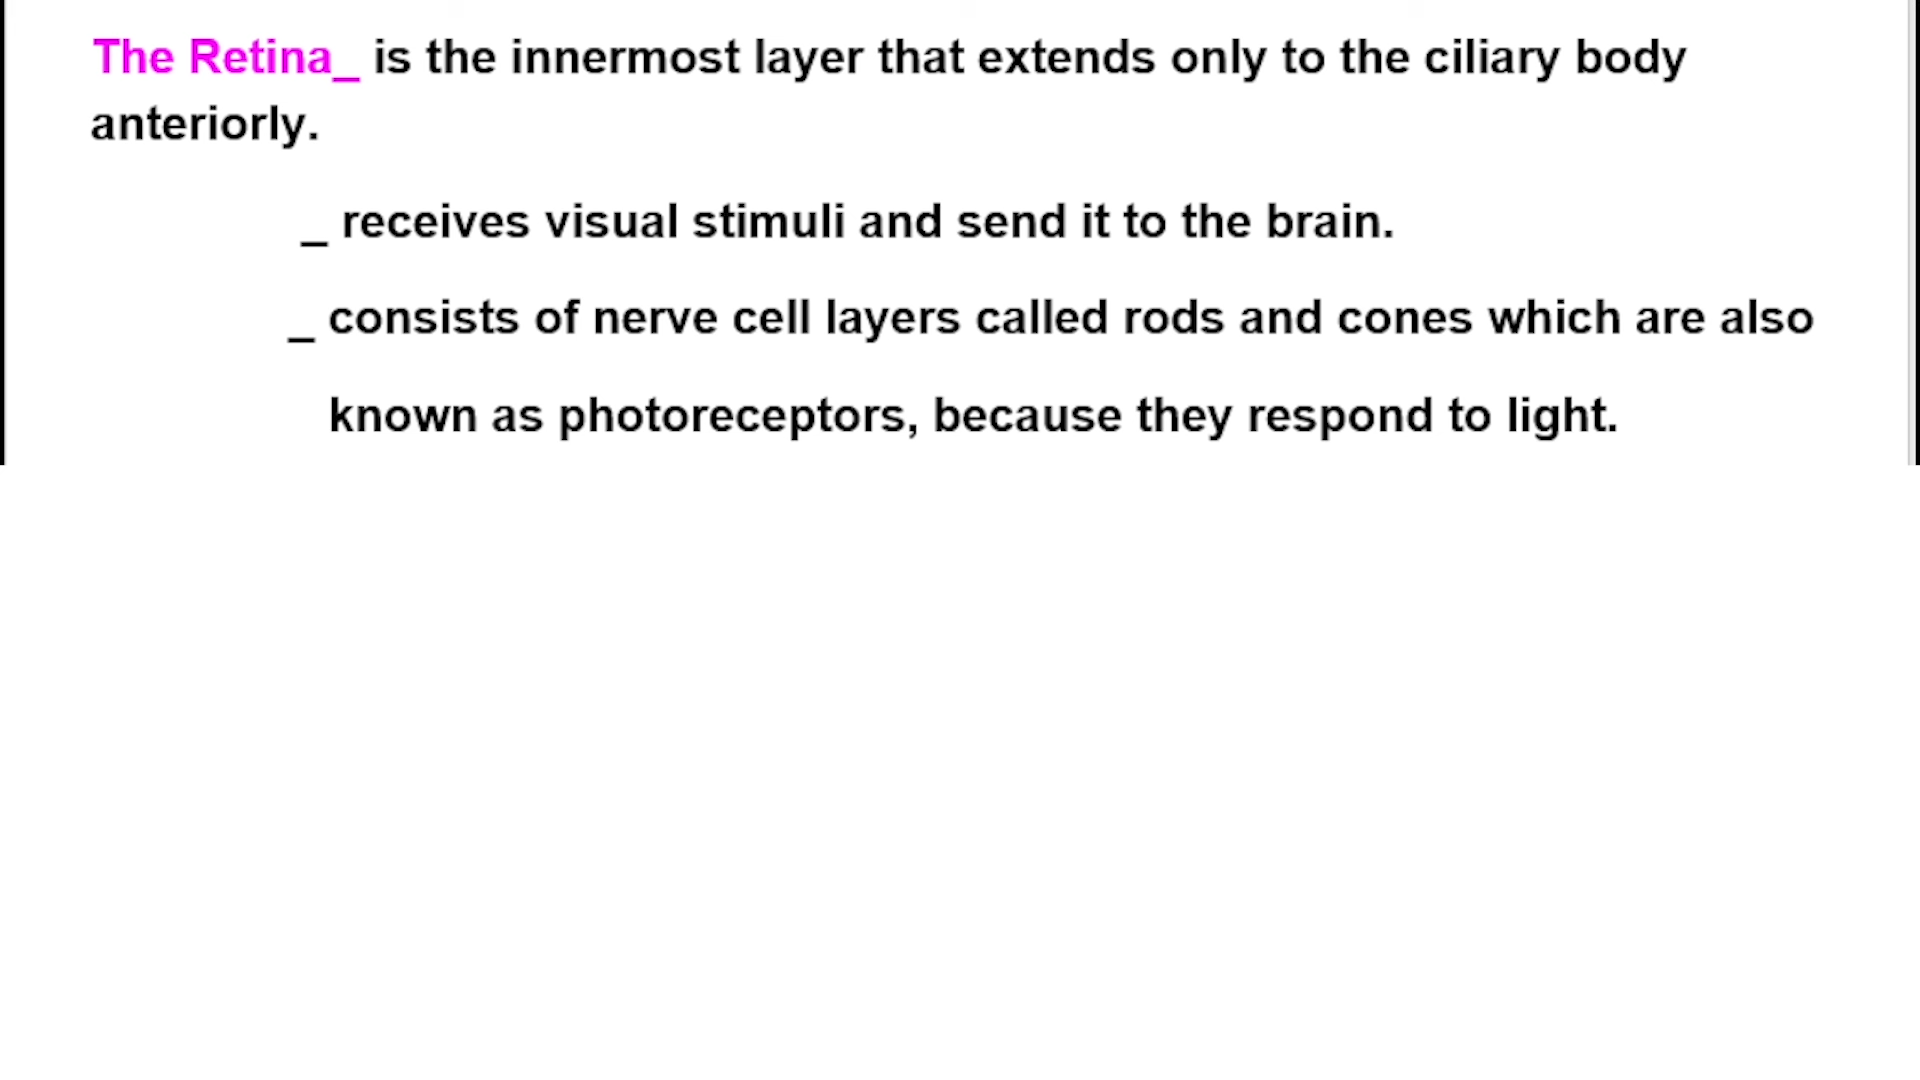 The Retina_ is the innermost layer that extends only to the ciliary body
anteriorly.
_ receives visual stimuli and send it to the brain.
_ consists of nerve cell layers called rods and cones which are also
known as photoreceptors, because they respond to light.